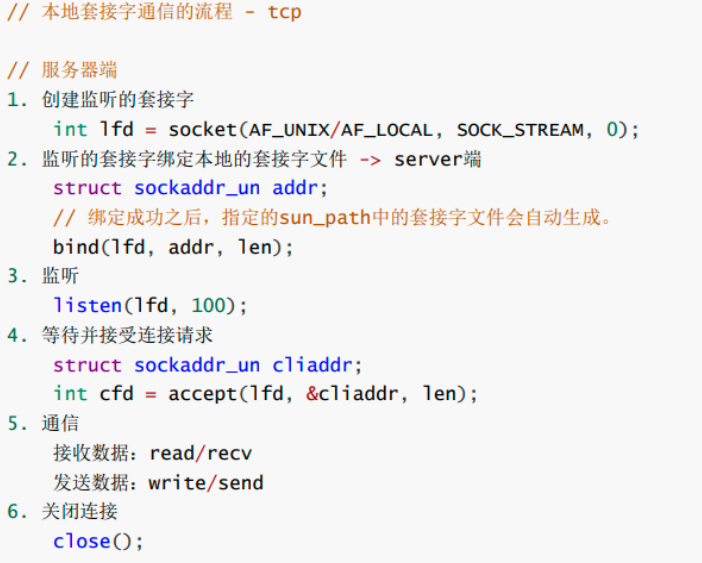 // 本地套接字通信的流程 - tcp
// 服务器端
1. 创建监听的套接字
int lfd = socket(AF_UNIX/AF_LOCAL, SOCK_STREAM, 0);
2. 监听的套接字绑定本地的套接字文件 -> server端
struct sockaddr_un addr;
// 绑定成功之后，指定的sun_path中的套接字文件会自动生成。
bind(lfd, addr, len);
3. 监听
listen(lfd, 100);
4. 等待并接受连接请求
struct sockaddr_un cliaddr;
int cfd = accept(lfd, &cliaddr, len);
5. 通信
接收数据：read/recv
发送数据：write/send
6. 关闭连接
close();